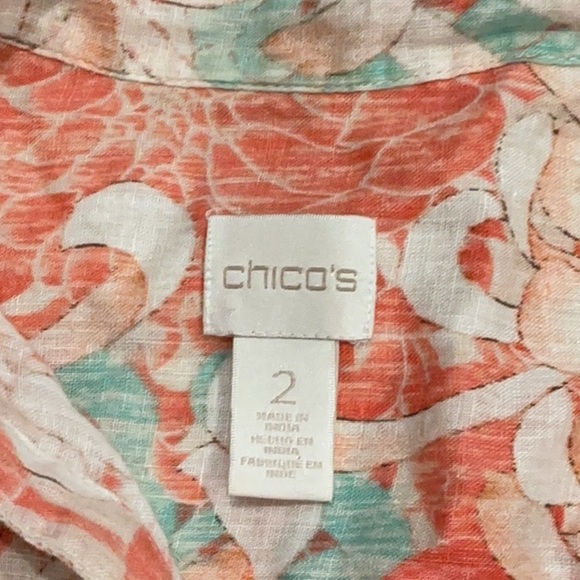 chico's
2
MADE IN
INDIA
HECHO EN
INDIA
FABRIQUÉ EN
INDE